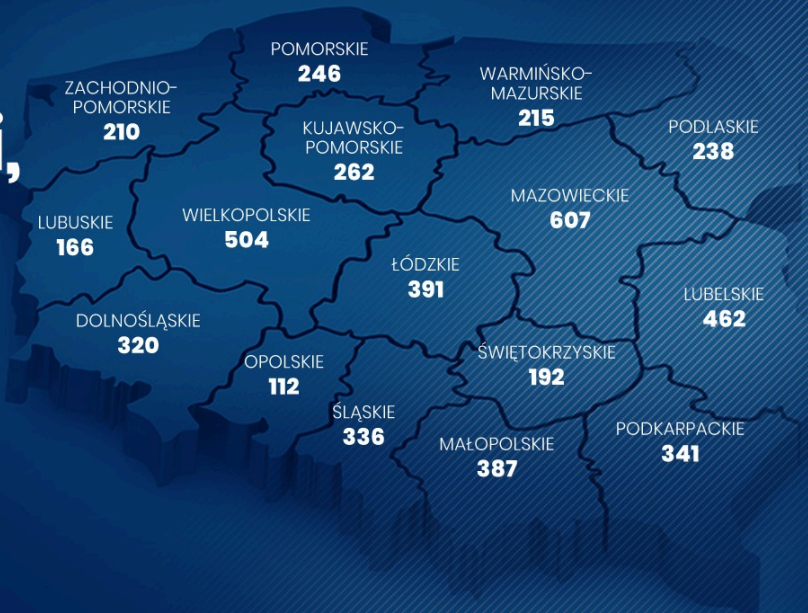 POMORSKIE
246
ZACHODNIO-
POMORSKIE
210
WARMIŃSKO-
MAZURSKIE
215
KUJAWSKO-
POMORSKIE
262
PODLASKIE
238
LUBUSKIE
166
WIELKOPOLSKIE
504
MAZOWIECKIE
607
ŁÓDZKIE
391
LUBELSKIE
462
DOLNOŚLĄSKIE
320
OPOLSKIE
112
ŚWIĘTOKRZYSKIE
192
ŚLĄSKIE
336
MAŁOPOLSKIE
387
PODKARPACKIE
341